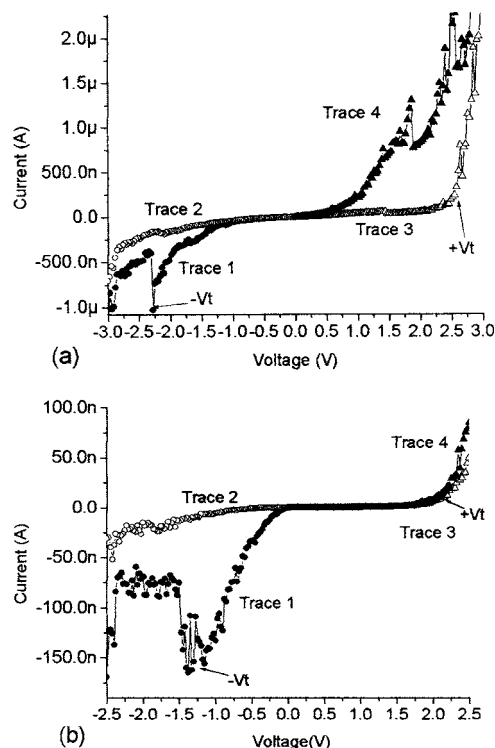 2.0µ
1.5µ
1.0µ
500.0n
0.0
-500.0n
-1.0µ
Current (A)
Trace 4
Trace 2
Trace 3
Trace 1
+Vt
-Vt
-3.0 -2.5 -2.0 -1.5 -1.0 -0.5 0.0 0.5 1.0 1.5 2.0 2.5 3.0
(a)
Voltage (V)
100.0n
50.0n
0.0
-50.0n
-100.0n
-150.0n
Current (A)
Trace 4
Trace 2
+Vt
Trace 3
Trace 1
-Vt
-2.5 -2.0 -1.5 -1.0 -0.5 0.0 0.5 1.0 1.5 2.0 2.5
(b)
Voltage(V)